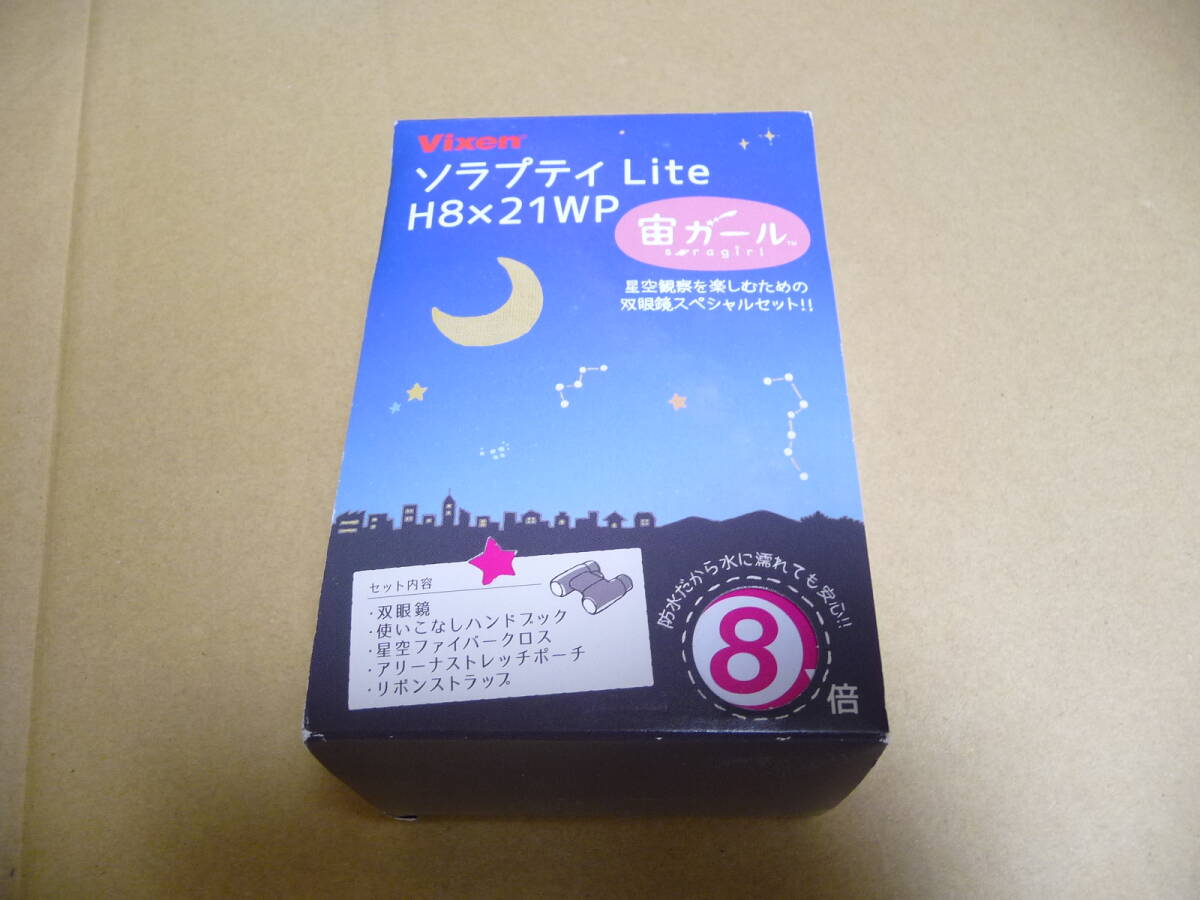 Vixen
ソラプティ Lite
H8×21WP
宙ガール™
soragirl
星空観察を楽しむための
双眼鏡スペシャルセット!!
セット内容
・双眼鏡
・使いこなしハンドブック
・星空ファイバークロス
・アリーナストレッチポーチ
・リボンストラップ
防水だから水に濡れても安心!!
8
倍